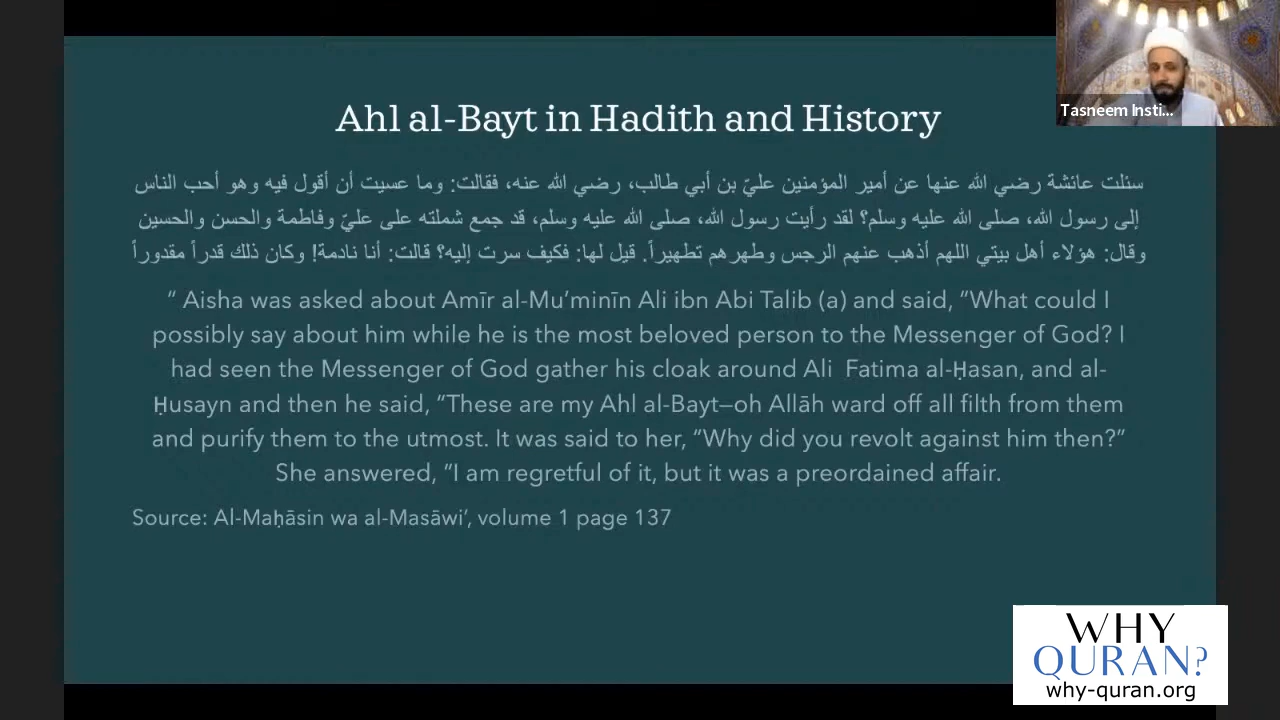 Tasneem Insti...
Ahl al-Bayt in Hadith and History
سئلت عائشة رضي الله عنها عن أمير المؤمنين عليّ بن أبي طالب، رضي الله عنه، فقالت: وما عسيت أن أقول فيه وهو أحب الناس
إلى رسول الله، صلى الله عليه وسلم؟ لقد رأيت رسول الله، صلى الله عليه وسلم، قد جمع شملته على عليّ وفاطمة والحسن والحسين
وقال: هؤلاء أهل بيتي اللهم أذهب عنهم الرجس وطهرهم تطهيراً. قيل لها: فكيف سرت إليه؟ قالت: أنا نادمة! وكان ذلك قدراً مقدوراً
“ Aisha was asked about Amīr al-Mu’minīn Ali ibn Abi Talib (a) and said, “What could I
possibly say about him while he is the most beloved person to the Messenger of God? I
had seen the Messenger of God gather his cloak around Ali  Fatima al-Ḥasan, and al-
Ḥusayn and then he said, “These are my Ahl al-Bayt—oh Allāh ward off all filth from them
and purify them to the utmost. It was said to her, “Why did you revolt against him then?”
She answered, “I am regretful of it, but it was a preordained affair.
Source: Al-Maḥāsin wa al-Masāwi’, volume 1 page 137
WHY
QURAN?
why-quran.org